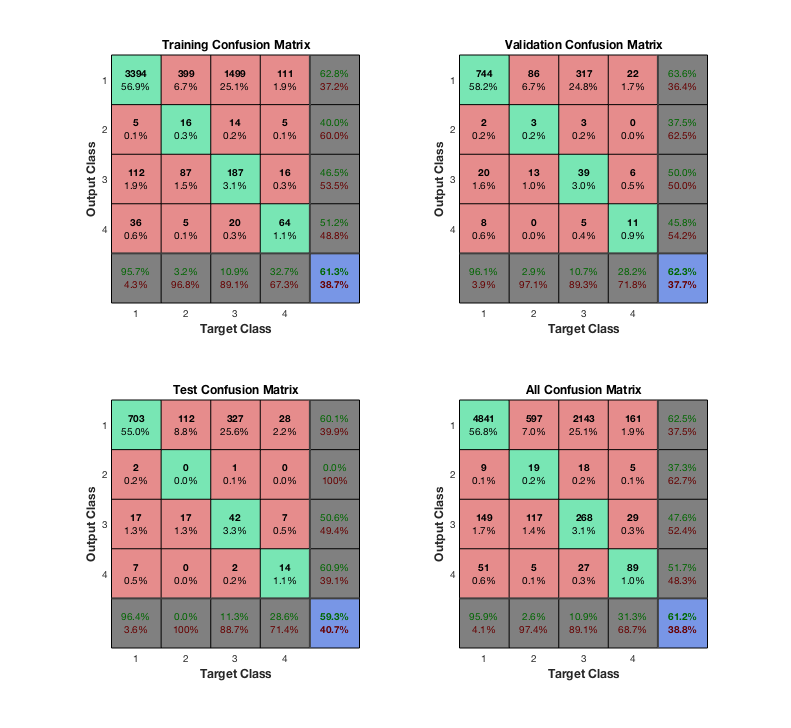 Training Confusion Matrix
Validation Confusion Matrix
1 3394 399 1499 111 62.8%
56.9% 6.7% 25.1% 1.9% 37.2%
2 5 16 14 5 40.0%
0.1% 0.3% 0.2% 0.1% 60.0%
3 112 87 187 16 46.5%
1.9% 1.5% 3.1% 0.3% 53.5%
4 36 5 20 64 51.2%
0.6% 0.1% 0.3% 1.1% 48.8%
95.7% 3.2% 10.9% 32.7% 61.3%
4.3% 96.8% 89.1% 67.3% 38.7%
1 2 3 4
Target Class
Output Class
1 744 86 317 22 63.6%
58.2% 6.7% 24.8% 1.7% 36.4%
2 2 3 3 0 37.5%
0.2% 0.2% 0.2% 0.0% 62.5%
3 20 13 39 6 50.0%
1.6% 1.0% 3.0% 0.5% 50.0%
4 8 0 5 11 45.8%
0.6% 0.0% 0.4% 0.9% 54.2%
96.1% 2.9% 10.7% 28.2% 62.3%
3.9% 97.1% 89.3% 71.8% 37.7%
1 2 3 4
Target Class
Output Class
Test Confusion Matrix
All Confusion Matrix
1 703 112 327 28 60.1%
55.0% 8.8% 25.6% 2.2% 39.9%
2 2 0 1 0 0.0%
0.2% 0.0% 0.1% 0.0% 100%
3 17 17 42 7 50.6%
1.3% 1.3% 3.3% 0.5% 49.4%
4 7 0 2 14 60.9%
0.5% 0.0% 0.2% 1.1% 39.1%
96.4% 0.0% 11.3% 28.6% 59.3%
3.6% 100% 88.7% 71.4% 40.7%
1 2 3 4
Target Class
Output Class
1 4841 597 2143 161 62.5%
56.8% 7.0% 25.1% 1.9% 37.5%
2 9 19 18 5 37.3%
0.1% 0.2% 0.2% 0.1% 62.7%
3 149 117 268 29 47.6%
1.7% 1.4% 3.1% 0.3% 52.4%
4 51 5 27 89 51.7%
0.6% 0.1% 0.3% 1.0% 48.3%
95.9% 2.6% 10.9% 31.3% 61.2%
4.1% 97.4% 89.1% 68.7% 38.8%
1 2 3 4
Target Class
Output Class